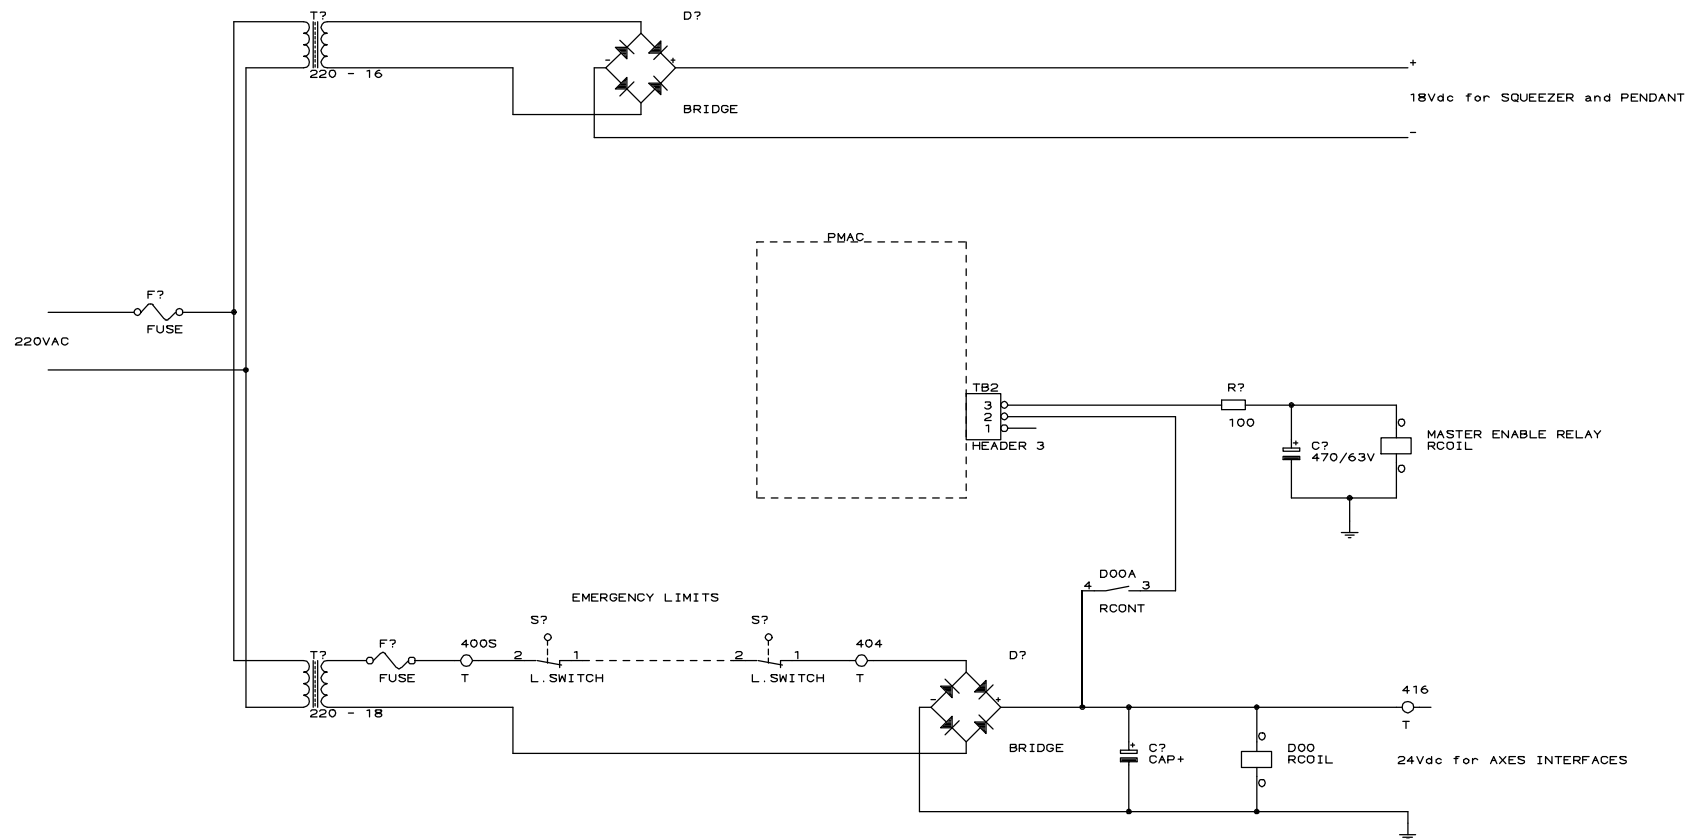 T?
D?
-
+
+
220 - 16
18Vdc for SQUEEZER and PENDANT
BRIDGE
-
PMAC
F?
FUSE
220VAC
TB2
3
2
1
HEADER 3
R?
100
+
C?
470/63V
O
O
MASTER ENABLE RELAY
RCOIL
D00A
4
3
RCONT
EMERGENCY LIMITS
S?
S?
T?
F?
FUSE
400S
T
2
1
L.SWITCH
2
1
L.SWITCH
404
T
D?
-
+
220 - 18
BRIDGE
+
C?
CAP+
O
O
D00
RCOIL
416
T
24Vdc for AXES INTERFACES